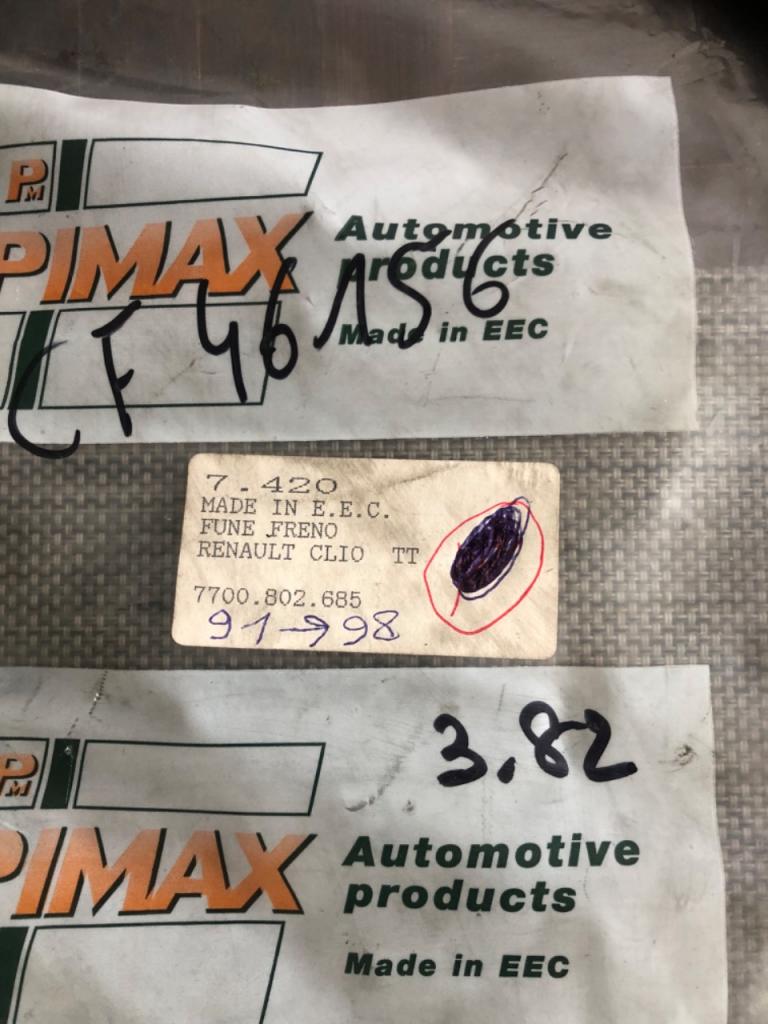 PM
PIMAX
Automotive
products
Made in EEC
CF 46156
7.420
MADE IN E.E.C.
FUNE FRENO
RENAULT CLIO TT
7700.802.685
91→98
3.82
PM
PIMAX
Automotive
products
Made in EEC